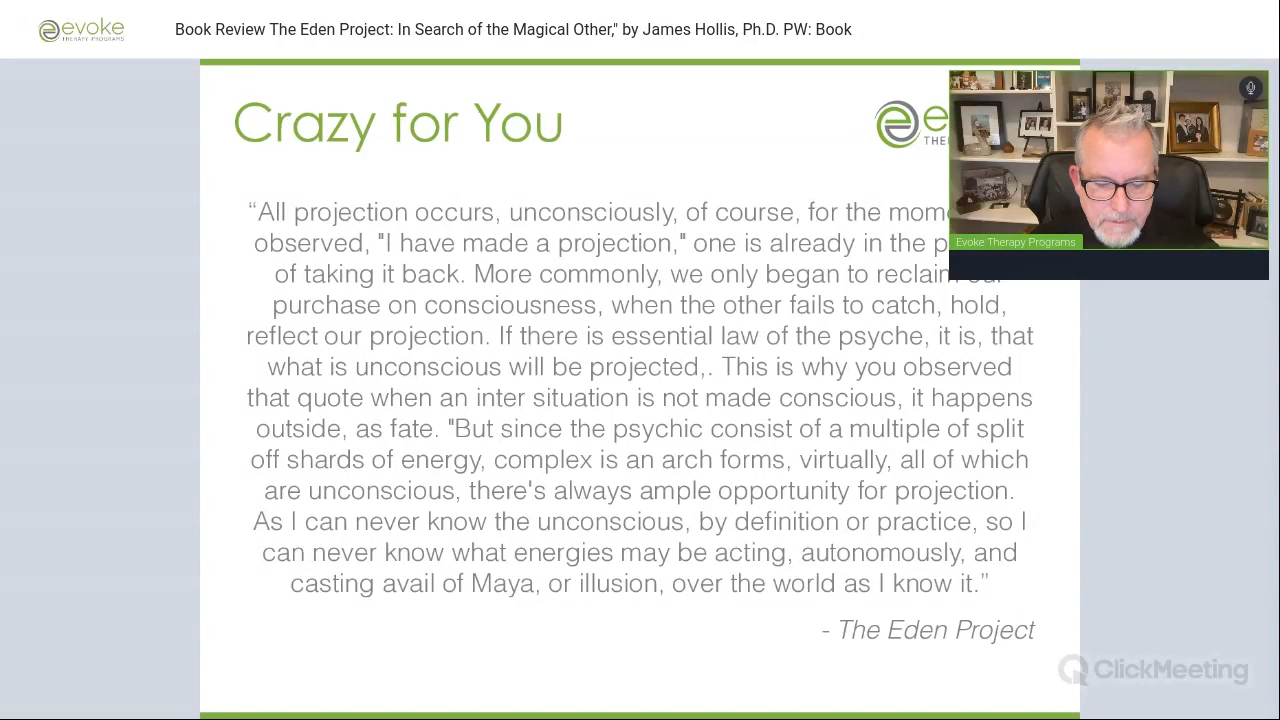 evoke
THERAPY PROGRAMS
Book Review The Eden Project: In Search of the Magical Other," by James Hollis, Ph.D. PW: Book
Crazy for You
“All projection occurs, unconsciously, of course, for the
observed, "I have made a projection," one is already in the
of taking it back. More commonly, we only began to reclaim our
purchase on consciousness, when the other fails to catch, hold,
reflect our projection. If there is essential law of the psyche, it is, that
what is unconscious will be projected,. This is why you observed
that quote when an inter situation is not made conscious, it happens
outside, as fate. "But since the psychic consist of a multiple of split
off shards of energy, complex is an arch forms, virtually, all of which
are unconscious, there's always ample opportunity for projection.
As I can never know the unconscious, by definition or practice, so I
can never know what energies may be acting, autonomously, and
casting avail of Maya, or illusion, over the world as I know it.”
- The Eden Project
Evoke Therapy Programs
ClickMeeting